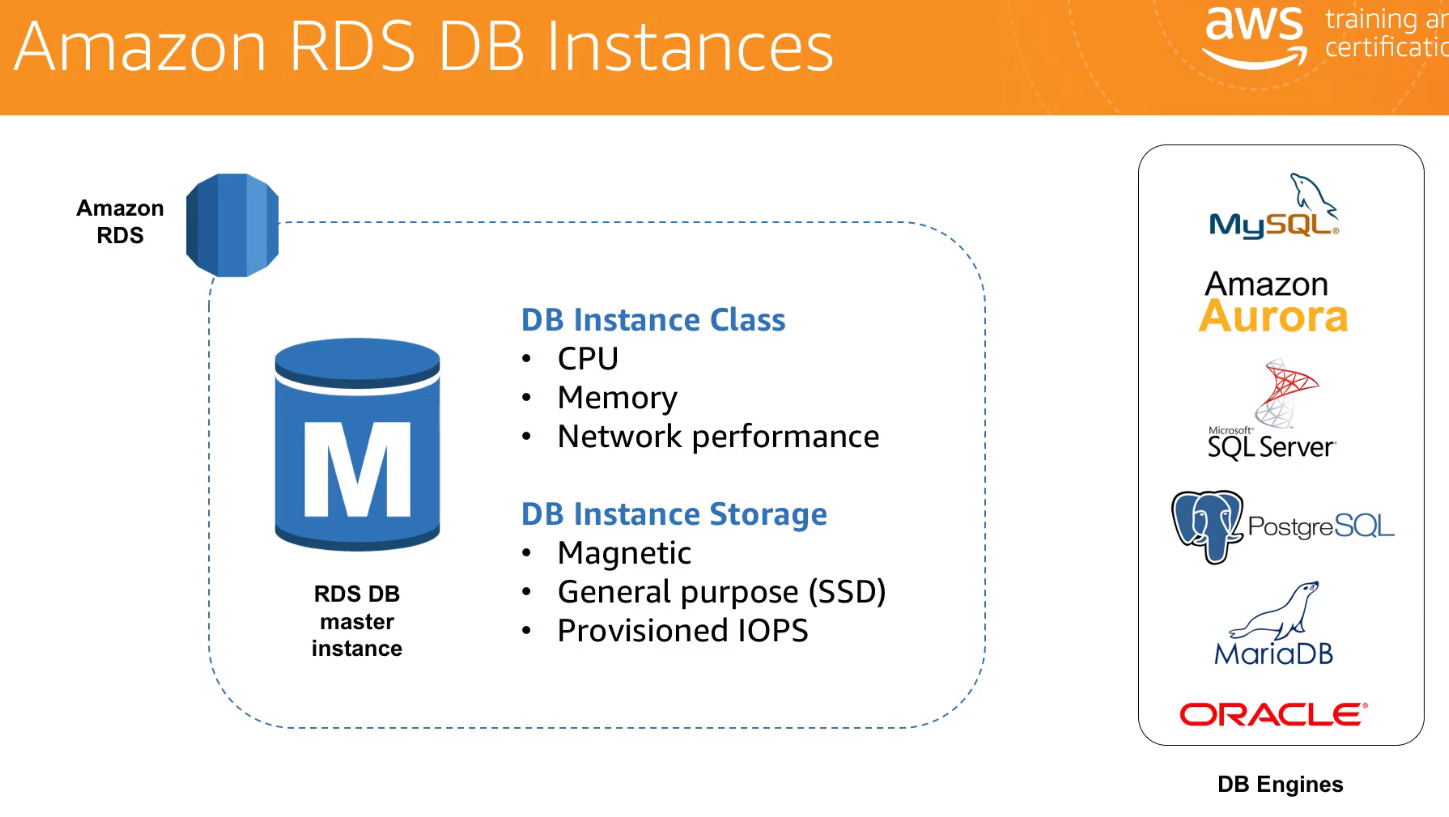 Amazon RDS DB Instances
aws
training an
certificatio
Amazon
RDS
M
RDS DB
master
instance
DB Instance Class
• CPU
• Memory
• Network performance
DB Instance Storage
• Magnetic
• General purpose (SSD)
• Provisioned IOPS
MySQL®
Amazon
Aurora
Microsoft®
SQL Server®
PostgreSQL
MariaDB
ORACLE®
DB Engines